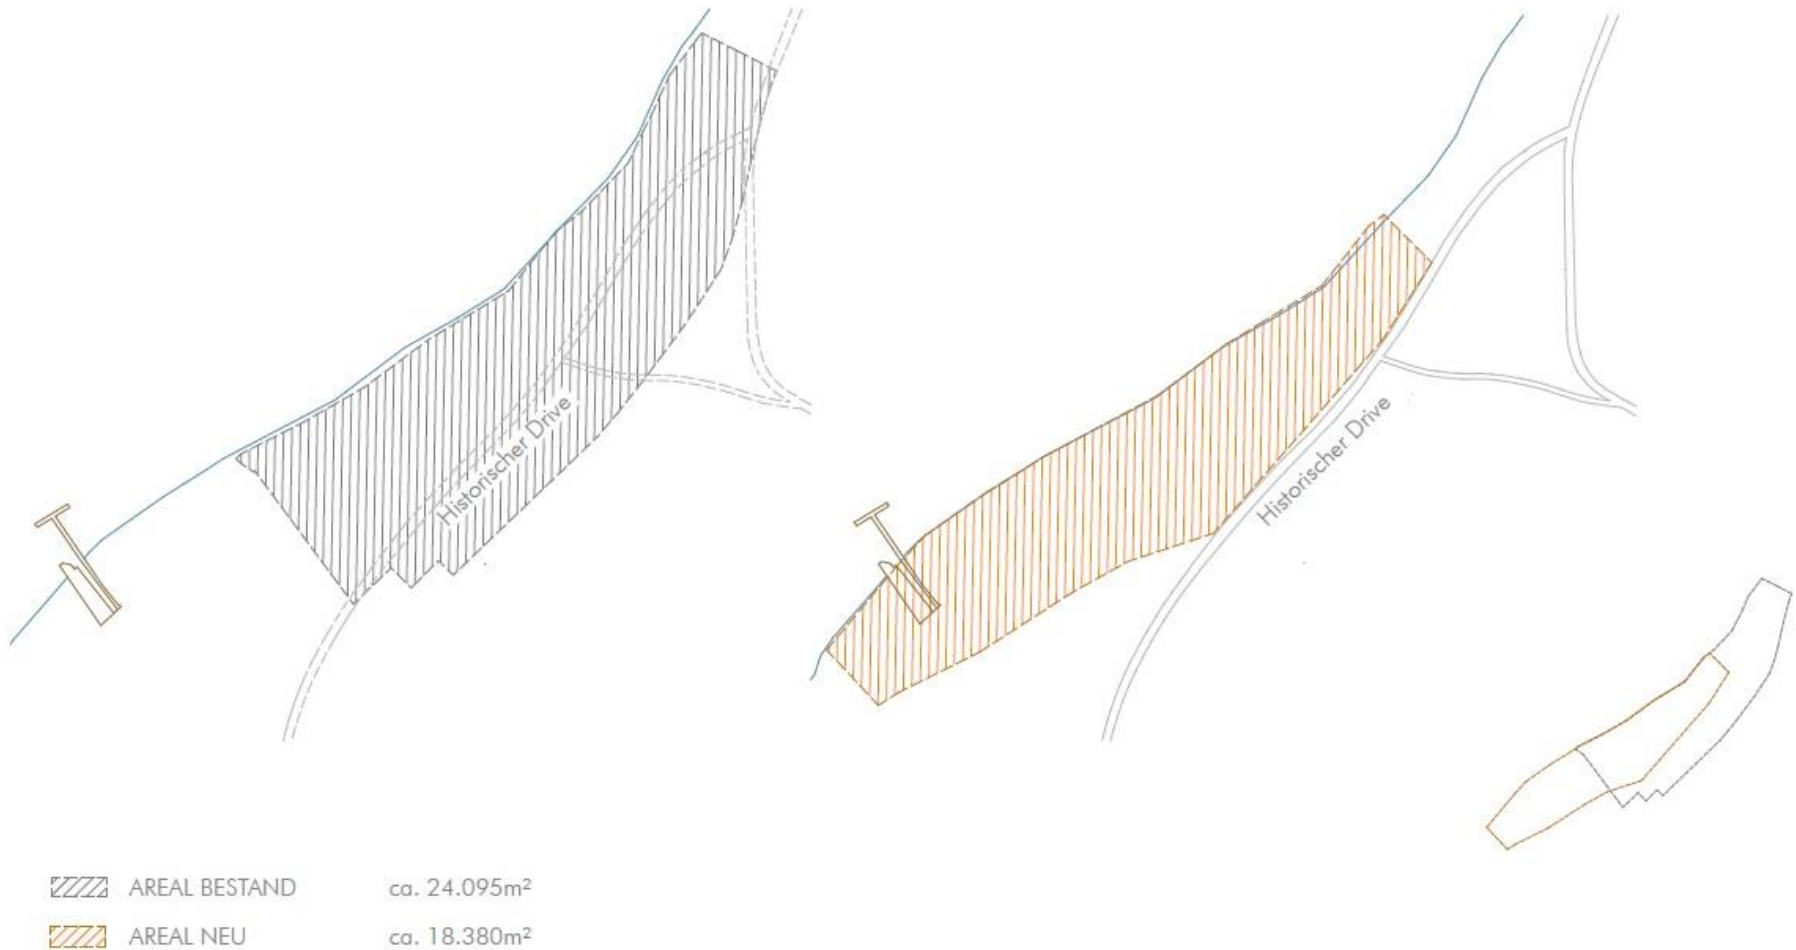 Historischer Drive
Historischer Drive
AREAL BESTAND ca. 24.095m²
AREAL NEU ca. 18.380m²